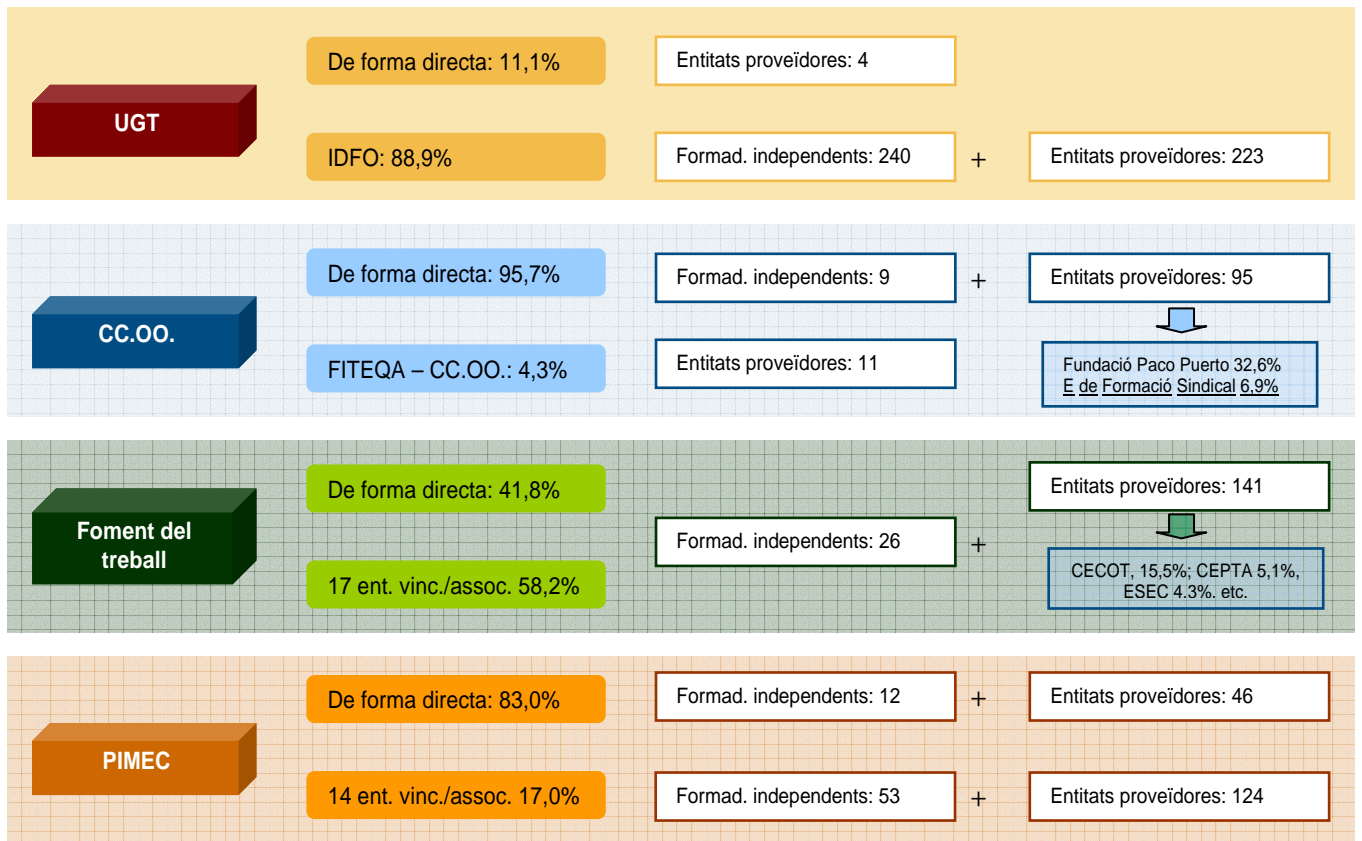 De forma directa: 11,1%
Entitats proveïdores: 4
UGT
IDFO: 88,9%
Formad. independents: 240
+
Entitats proveïdores: 223
De forma directa: 95,7%
Formad. independents: 9
+
Entitats proveïdores: 95
CC.OO.
FITEQA – CC.OO.: 4,3%
Entitats proveïdores: 11
Fundació Paco Puerto 32,6%
E de Formació Sindical 6,9%
De forma directa: 41,8%
Entitats proveïdores: 141
Foment del
treball
Formad. independents: 26
+
17 ent. vinc./assoc. 58,2%
CECOT, 15,5%; CEPTA 5,1%,
ESEC 4.3%. etc.
De forma directa: 83,0%
Formad. independents: 12
+
Entitats proveïdores: 46
PIMEC
14 ent. vinc./assoc. 17,0%
Formad. independents: 53
+
Entitats proveïdores: 124